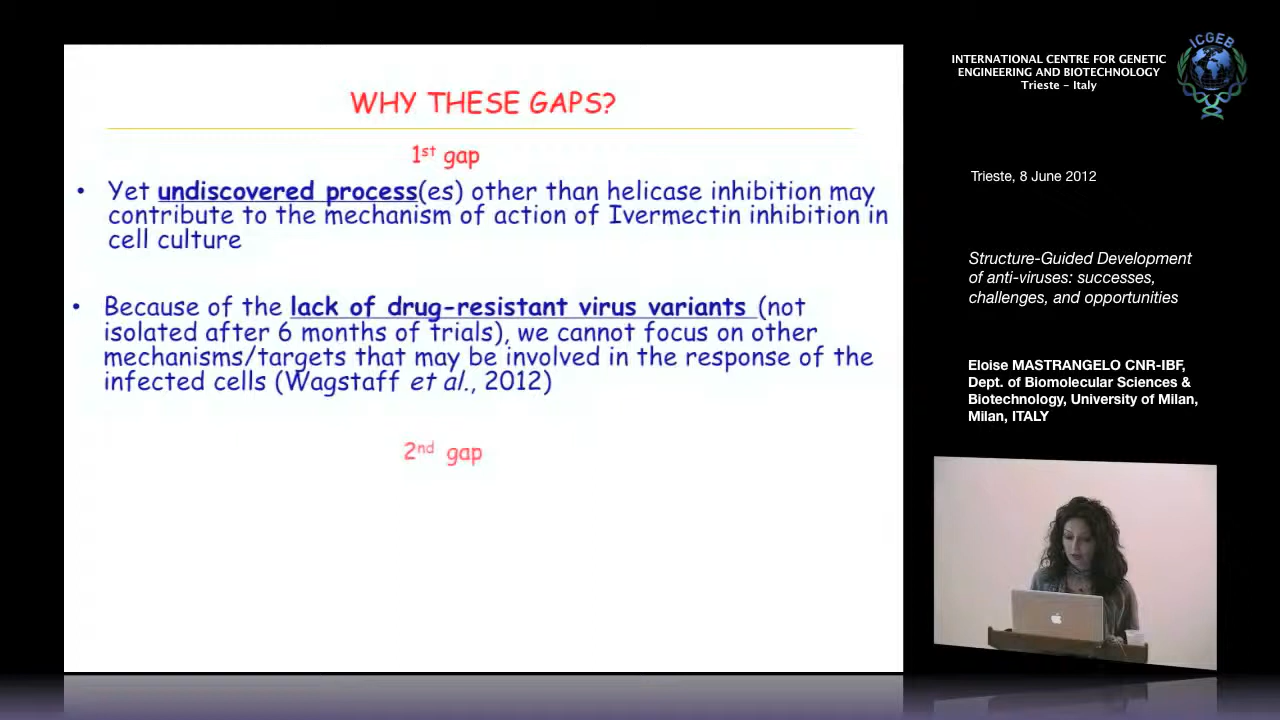 WHY THESE GAPS?
1st gap
• Yet undiscovered process(es) other than helicase inhibition may
contribute to the mechanism of action of Ivermectin inhibition in
cell culture
• Because of the lack of drug-resistant virus variants (not
isolated after 6 months of trials), we cannot focus on other
mechanisms/targets that may be involved in the response of the
infected cells (Wagstaff et al., 2012)
2nd gap
INTERNATIONAL CENTRE FOR GENETIC
ENGINEERING AND BIOTECHNOLOGY
Trieste - Italy
ICGEB
Trieste, 8 June 2012
Structure-Guided Development
of anti-viruses: successes,
challenges, and opportunities
Eloise MASTRANGELO CNR-IBF,
Dept. of Biomolecular Sciences &
Biotechnology, University of Milan,
Milan, ITALY